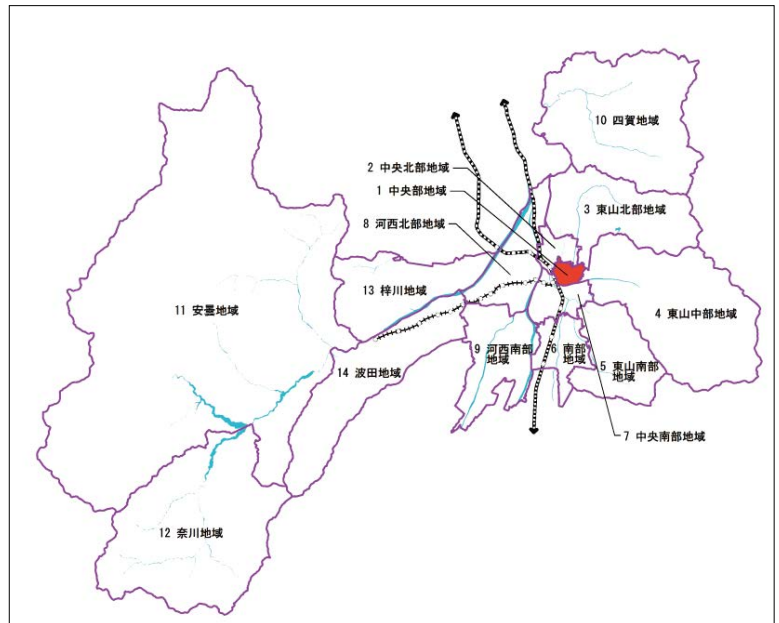 10 四賀地域
2 中央北部地域
1 中央部地域
3 東山北部地域
8 河西北部地域
13 梓川地域
11 安曇地域
4 東山中部地域
9 河西南部
地域
6 南部
地域
5 東山南部
地域
14 波田地域
7 中央南部地域
12 奈川地域